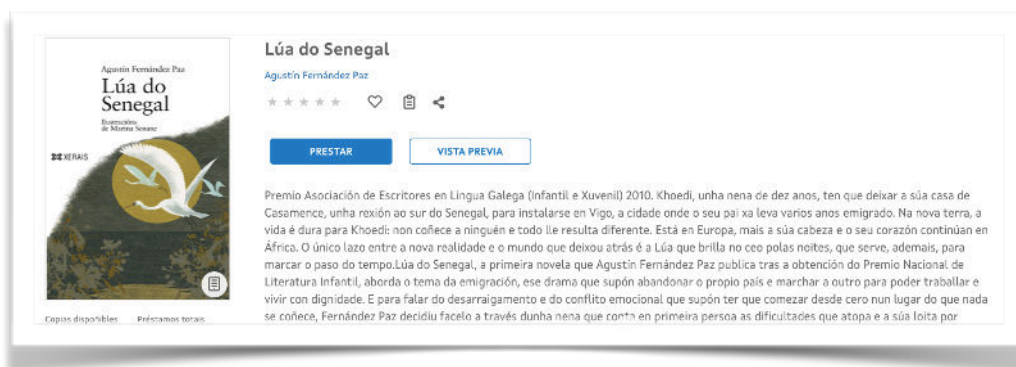 Agustín Fernández Paz
Lúa do
Senegal
Ilustracións
de Marina Seoane
XERAIS
Copias dispoñibles
Préstamos totais
Lúa do Senegal
Agustín Fernández Paz
PRESTAR
VISTA PREVIA
Premio Asociación de Escritores en Lingua Galega (Infantil e Xuvenil) 2010. Khoedi, unha nena de dez anos, ten que deixar a súa casa de
Casamence, unha rexión ao sur do Senegal, para instalarse en Vigo, a cidade onde o seu pai xa leva varios anos emigrado. Na nova terra, a
vida é dura para Khoedi: non coñece a ninguén e todo lle resulta diferente. Está en Europa, mais a súa cabeza e o seu corazón continúan en
África. O único lazo entre a nova realidade e o mundo que deixou atrás é a Lúa que brilla no ceo polas noites, que serve, ademais, para
marcar o paso do tempo.Lúa do Senegal, a primeira novela que Agustín Fernández Paz publica tras a obtención do Premio Nacional de
Literatura Infantil, aborda o tema da emigración, ese drama que supón abandonar o propio país e marchar a outro para poder traballar e
vivir con dignidade. E para falar do desarraigamento e do conflito emocional que supón ter que comezar desde cero nun lugar do que nada
se coñece, Fernández Paz decidiu facelo a través dunha nena que conta en primeira persoa as dificultades que atopa e a súa loita por